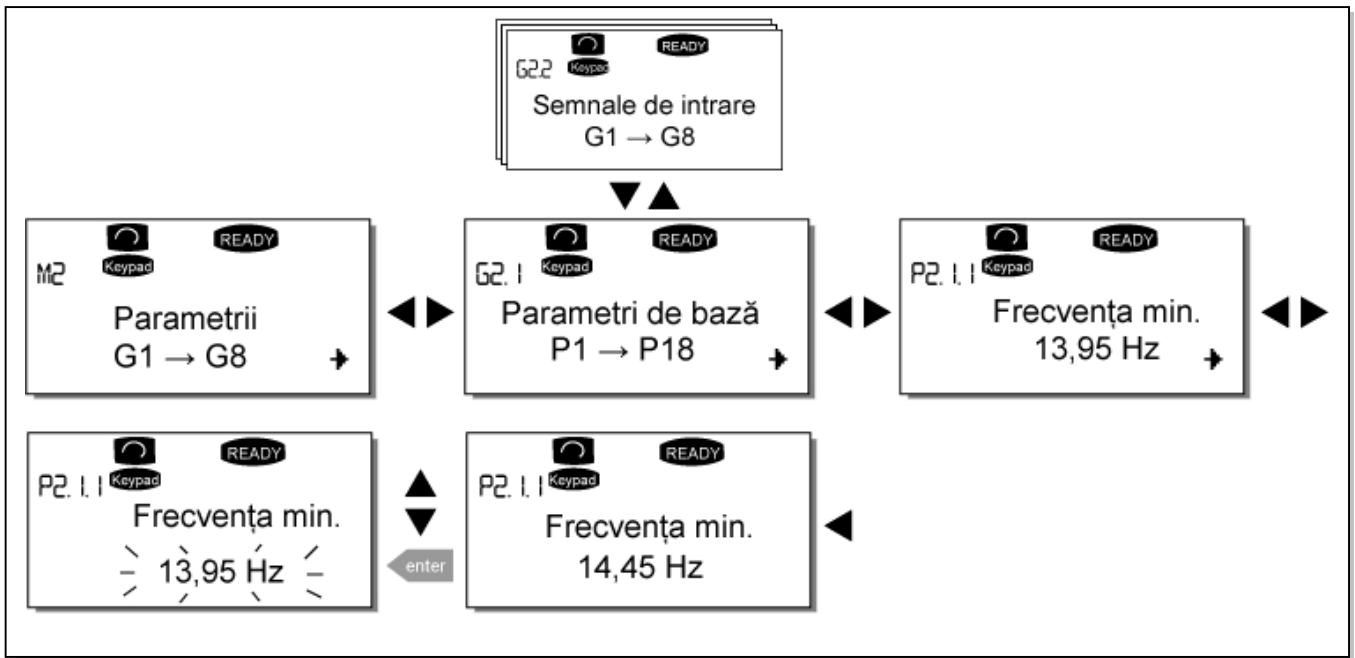 READY
G2.2 Keypad
Semnale de intrare
G1 → G8
READY
M2 Keypad
Parametrii
G1 → G8
READY
G2.1 Keypad
Parametri de bază
P1 → P18
READY
P2.1.1 Keypad
Frecvența min.
13,95 Hz
READY
P2.1.1 Keypad
Frecvența min.
13,95 Hz
enter
READY
P2.1.1 Keypad
Frecvența min.
14,45 Hz